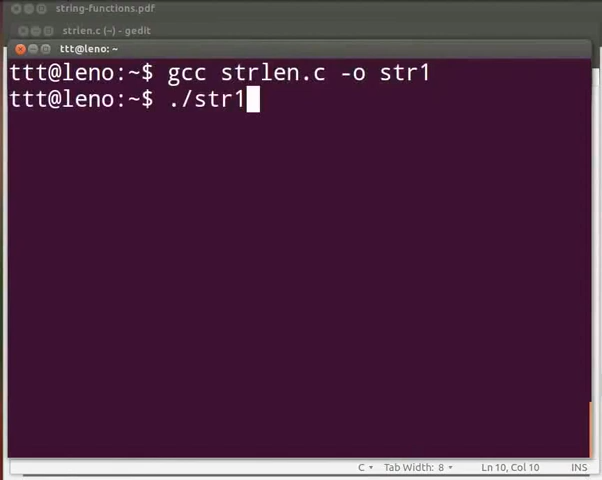 string-functions.pdf
strlen.c (~) - gedit
ttt@leno: ~
ttt@leno:~$ gcc strlen.c -o str1
ttt@leno:~$ ./str1
C Tab Width: 8 Ln 10, Col 10 INS